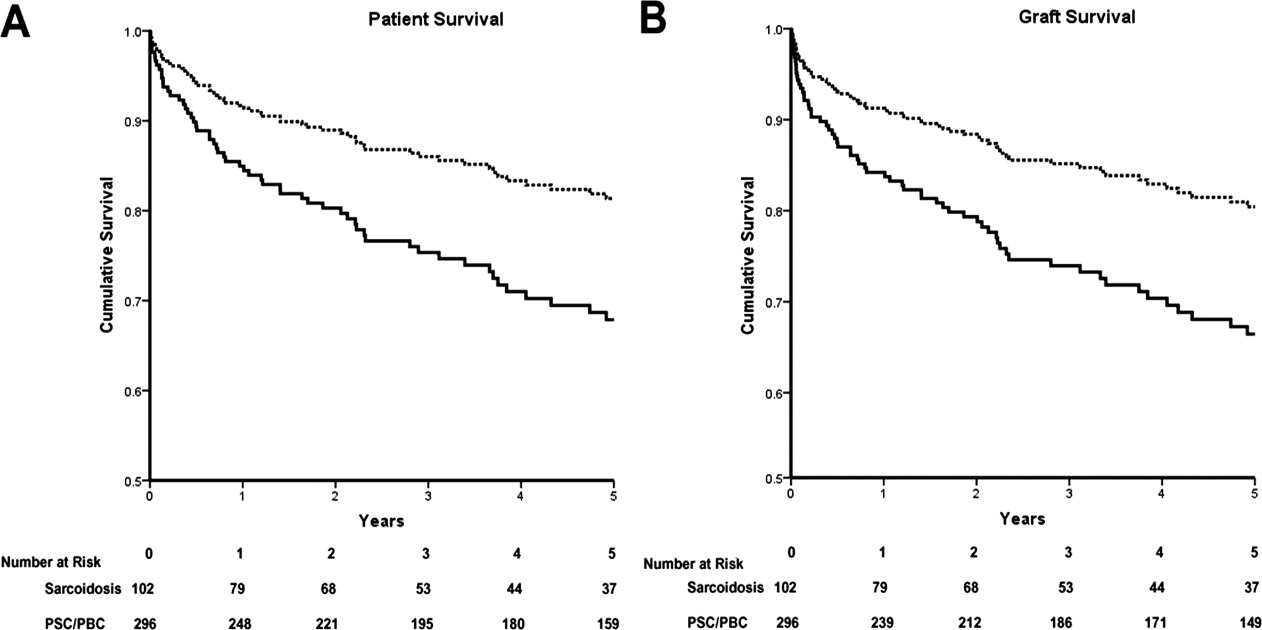 A
Patient Survival
1.0
0.9
0.8
0.7
0.6
0.5
Cumulative Survival
0 1 2 3 4 5
Years
Number at Risk 0 1 2 3 4 5
Sarcoidosis 102 79 68 53 44 37
PSC/PBC 296 248 221 195 180 159
B
Graft Survival
1.0
0.9
0.8
0.7
0.6
0.5
Cumulative Survival
0 1 2 3 4 5
Years
Number at Risk 0 1 2 3 4 5
Sarcoidosis 102 79 68 53 44 37
PSC/PBC 296 239 212 186 171 149